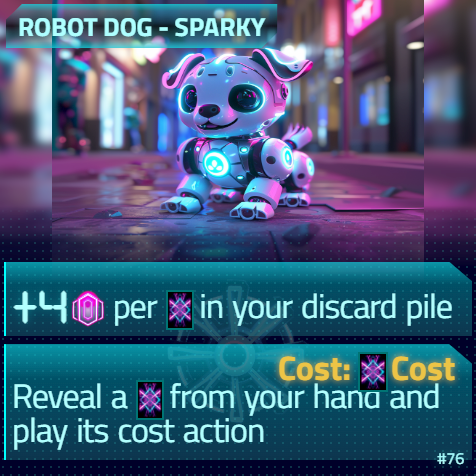 ROBOT DOG - SPARKY
+4 per in your discard pile
Cost: Cost
Reveal a from your hand and
play its cost action
#76